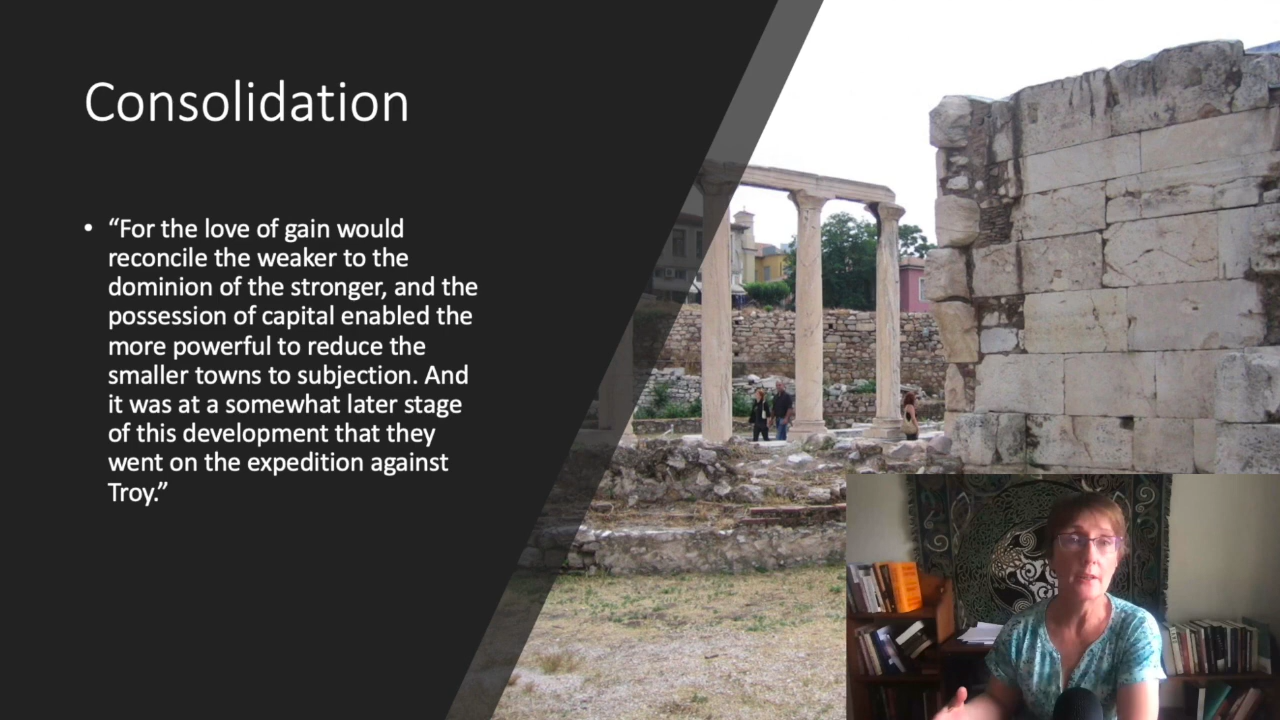 Consolidation
• “For the love of gain would
reconcile the weaker to the
dominion of the stronger, and the
possession of capital enabled the
more powerful to reduce the
smaller towns to subjection. And
it was at a somewhat later stage
of this development that they
went on the expedition against
Troy.”